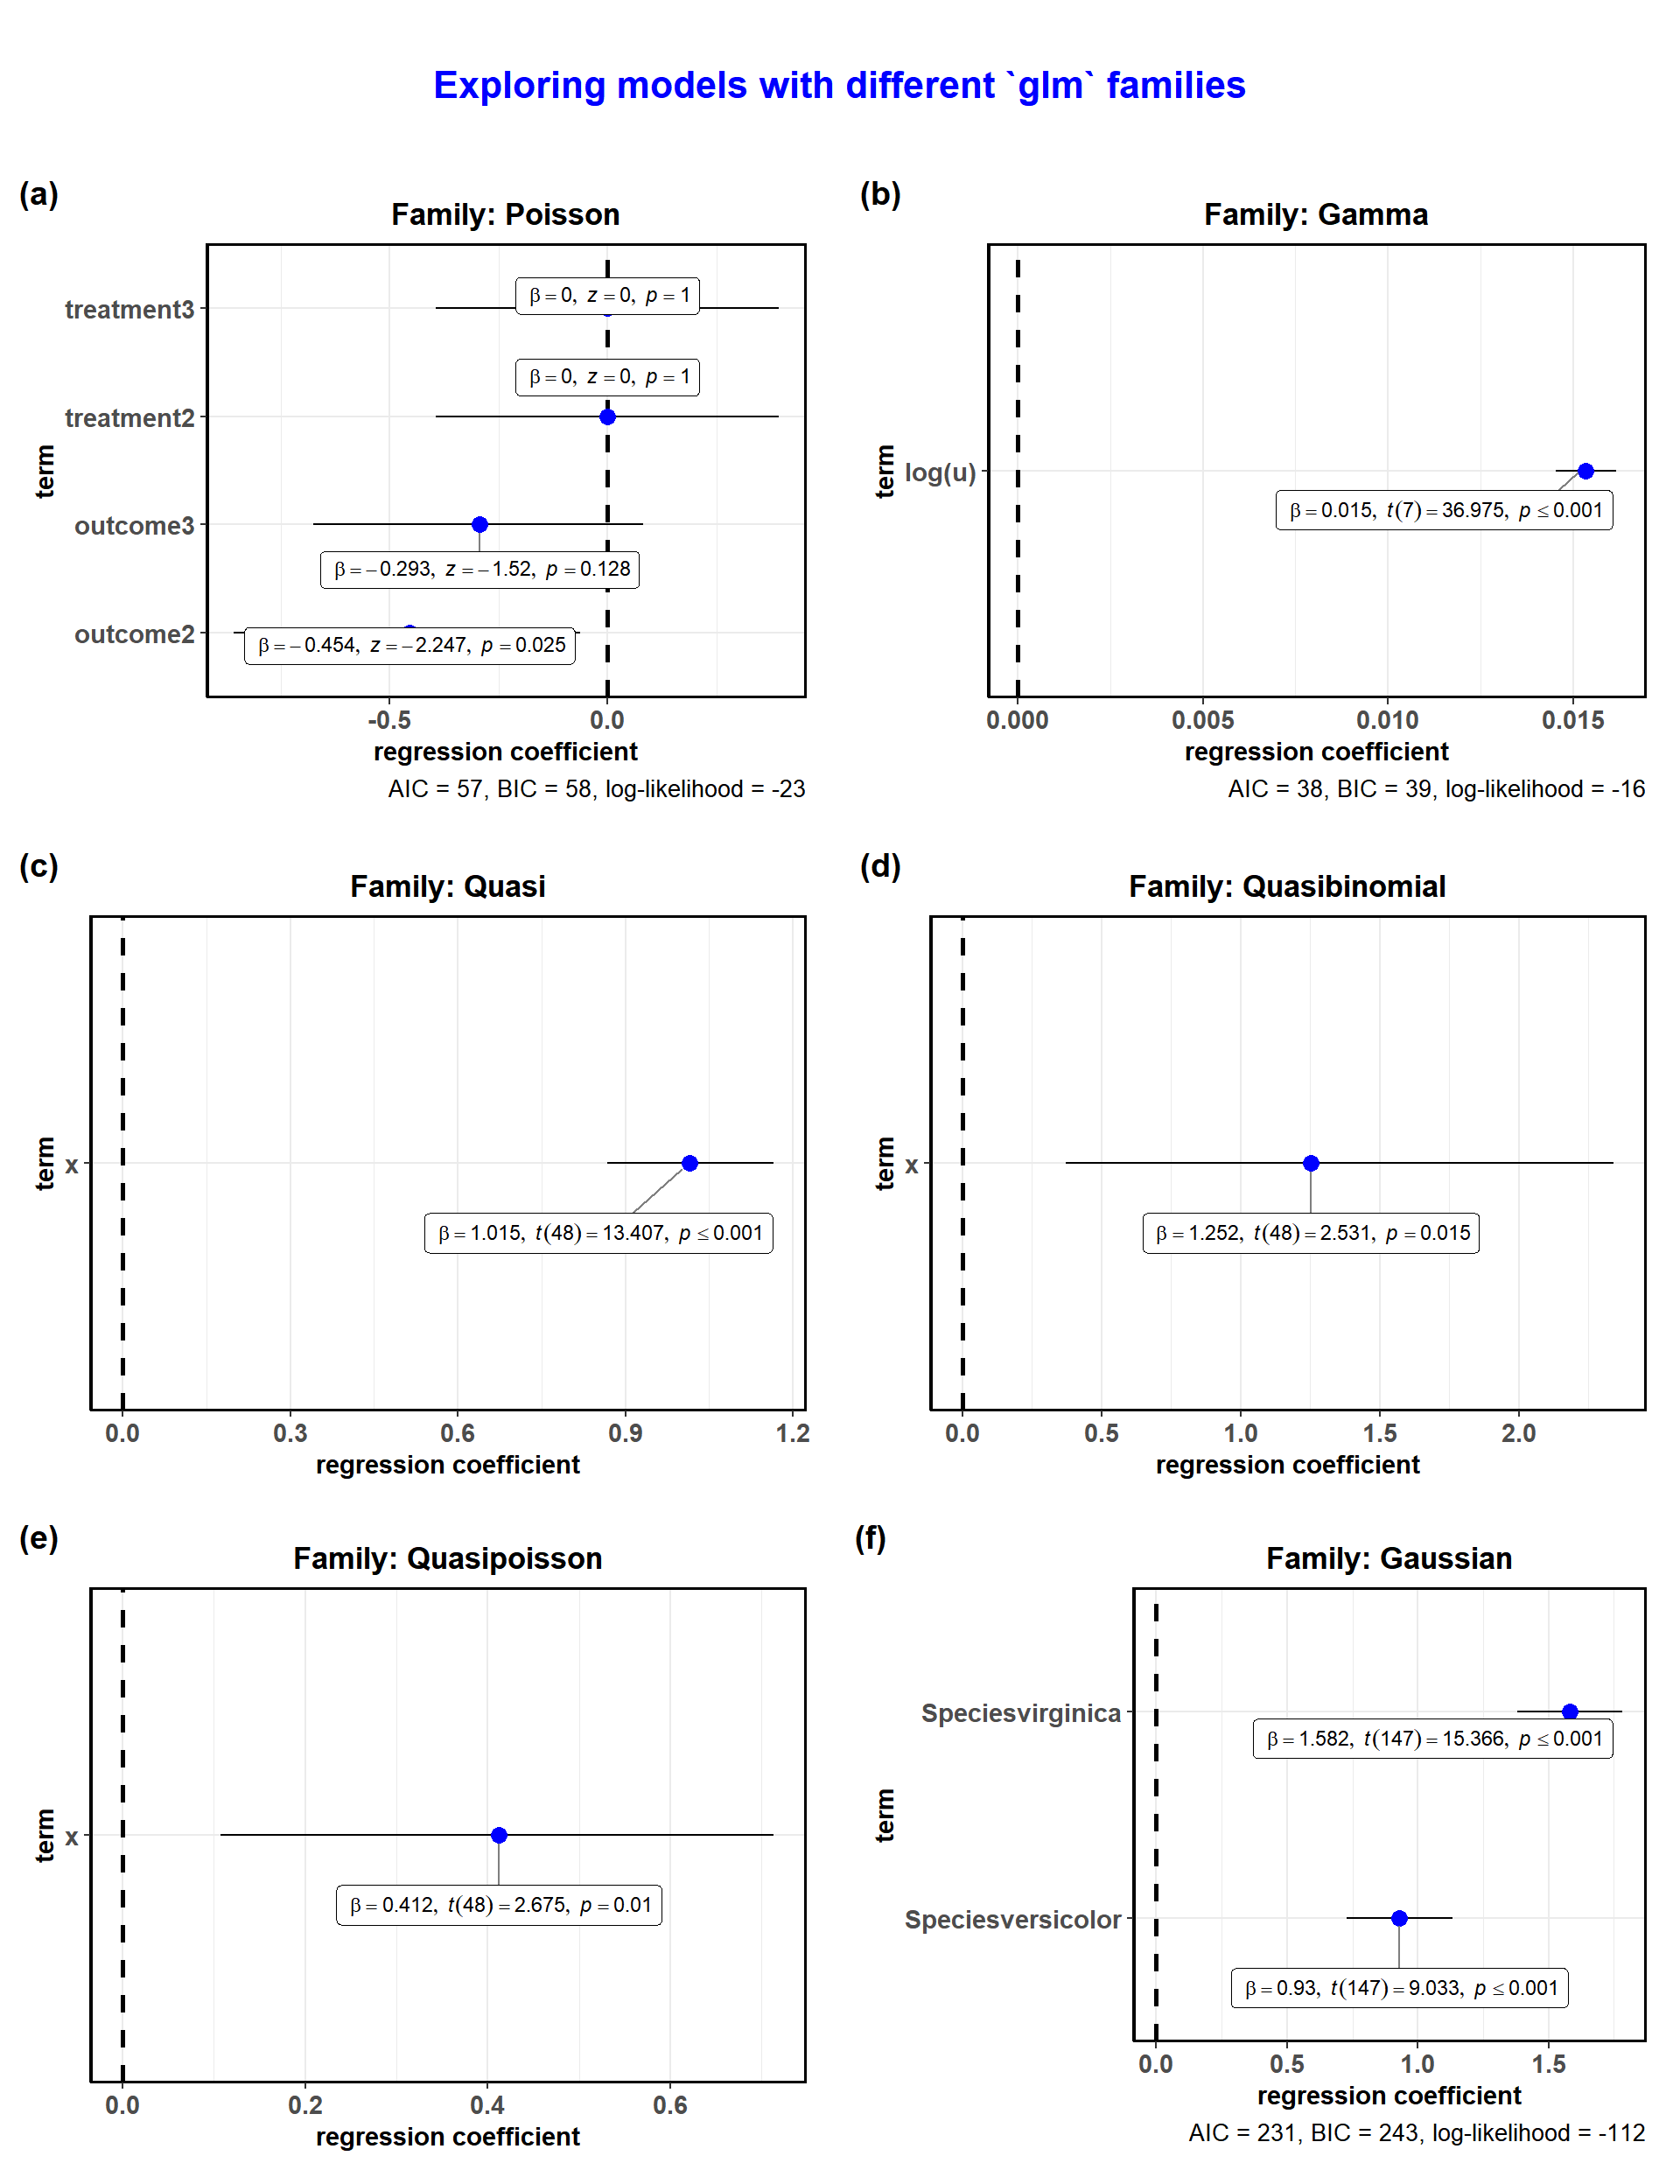 Exploring models with different `glm` families
(a)
Family: Poisson
term
treatment3
treatment2
outcome3
outcome2
β = 0, z = 0, p = 1
β = 0, z = 0, p = 1
β = −0.293, z = −1.52, p = 0.128
β = −0.454, z = −2.247, p = 0.025
-0.5 0.0
regression coefficient
AIC = 57, BIC = 58, log-likelihood = -23
(b)
Family: Gamma
term
log(u)
β = 0.015, t(7) = 36.975, p ≤ 0.001
0.000 0.005 0.010 0.015
regression coefficient
AIC = 38, BIC = 39, log-likelihood = -16
(c)
Family: Quasi
term
x
β = 1.015, t(48) = 13.407, p ≤ 0.001
0.0 0.3 0.6 0.9 1.2
regression coefficient
(d)
Family: Quasibinomial
term
x
β = 1.252, t(48) = 2.531, p = 0.015
0.0 0.5 1.0 1.5 2.0
regression coefficient
(e)
Family: Quasipoisson
term
x
β = 0.412, t(48) = 2.675, p = 0.01
0.0 0.2 0.4 0.6
regression coefficient
(f)
Family: Gaussian
term
Speciesvirginica
Speciesversicolor
β = 1.582, t(147) = 15.366, p ≤ 0.001
β = 0.93, t(147) = 9.033, p ≤ 0.001
0.0 0.5 1.0 1.5
regression coefficient
AIC = 231, BIC = 243, log-likelihood = -112